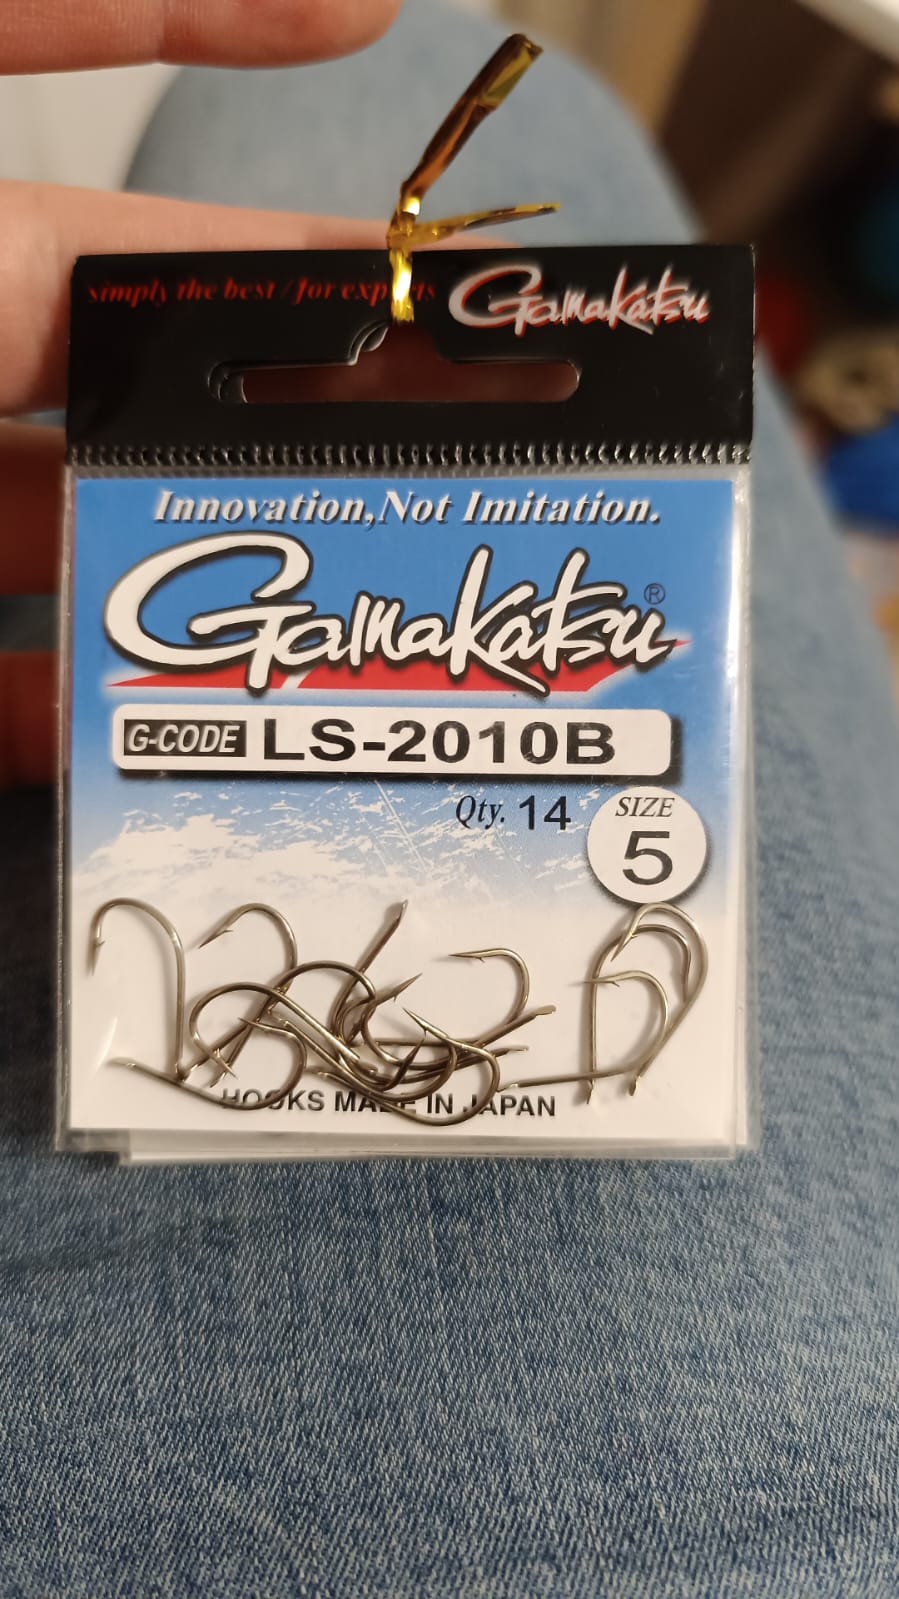 simply the best / for experts
Gamakatsu
Innovation,Not Imitation.
Gamakatsu®
G-CODE LS-2010B
Qty. 14
SIZE
5
HOOKS MADE IN JAPAN